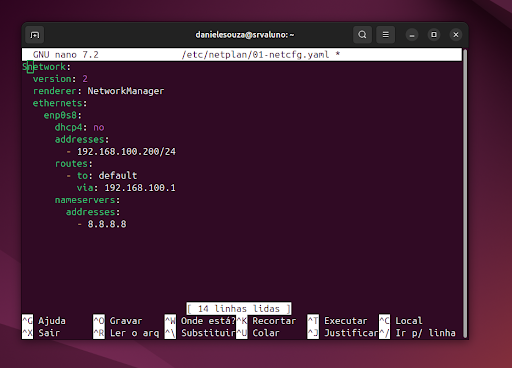 danielesouza@srvaluno: ~
GNU nano 7.2 /etc/netplan/01-netcfg.yaml *
Snetwork:
version: 2
renderer: NetworkManager
ethernets:
enp0s8:
dhcp4: no
addresses:
- 192.168.100.200/24
routes:
- to: default
via: 192.168.100.1
nameservers:
addresses:
- 8.8.8.8
[ 14 linhas lidas ]
^G Ajuda ^O Gravar ^W Onde está? ^K Recortar ^T Executar ^C Local
^X Sair ^R Ler o arq ^\ Substituir ^U Colar ^J Justificar ^/ Ir p/ linha